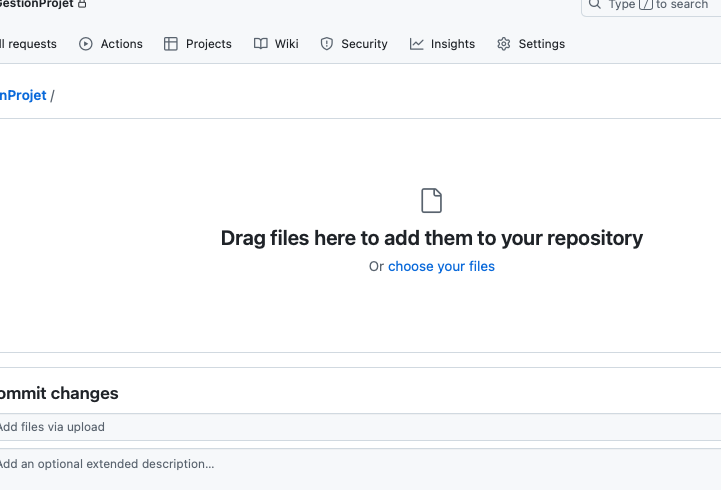 GestionProjet
Type / to search
ll requests Actions Projects Wiki Security Insights Settings
nProjet /
Drag files here to add them to your repository
Or choose your files
ommit changes
Add files via upload
Add an optional extended description...